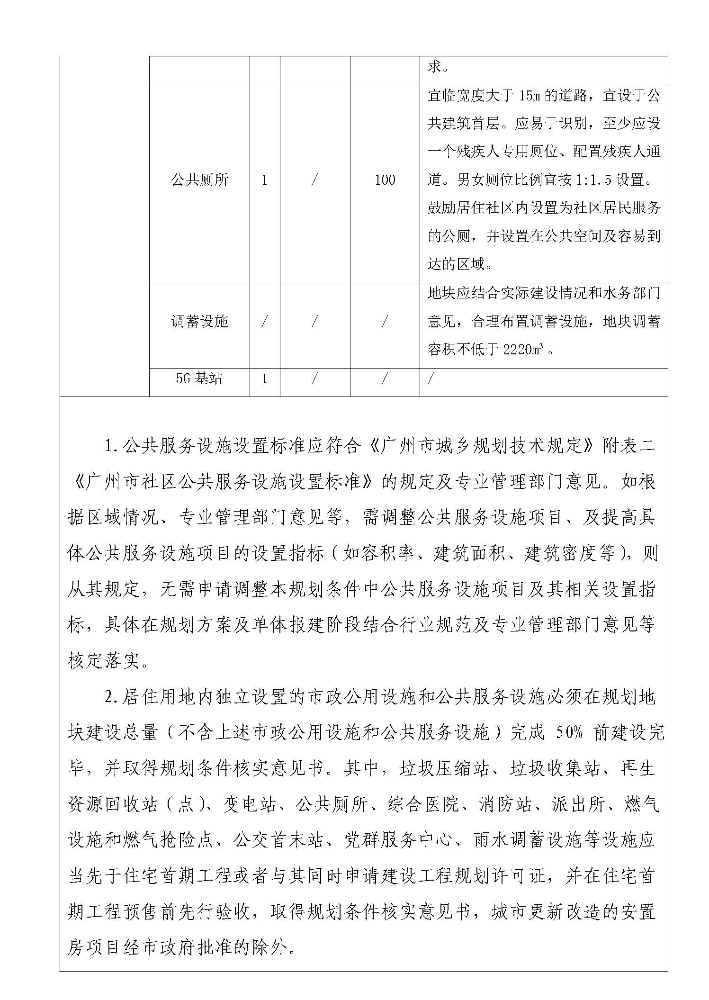 求。
宜临宽度大于 15m 的道路，宜设于公
共建筑首层。应易于识别，至少应设
一个残疾人专用厕位、配置残疾人通
公共厕所 1 / 100 道。男女厕位比例宜按 1:1.5 设置。
鼓励居住社区内设置为社区居民服务
的公厕，并设置在公共空间及容易到
达的区域。
地块应结合实际建设情况和水务部门
调蓄设施 / / / 意见，合理布置调蓄设施，地块调蓄
容积不低于 2220m³。
5G 基站 1 / / /
1.公共服务设施设置标准应符合《广州市城乡规划技术规定》附表二
《广州市社区公共服务设施设置标准》的规定及专业管理部门意见。如根
据区域情况、专业管理部门意见等，需调整公共服务设施项目、及提高具
体公共服务设施项目的设置指标（如容积率、建筑面积、建筑密度等），则
从其规定，无需申请调整本规划条件中公共服务设施项目及其相关设置指
标，具体在规划方案及单体报建阶段结合行业规范及专业管理部门意见等
核定落实。
2.居住用地内独立设置的市政公用设施和公共服务设施必须在规划地
块建设总量（不含上述市政公用设施和公共服务设施）完成 50% 前建设完
毕，并取得规划条件核实意见书。其中，垃圾压缩站、垃圾收集站、再生
资源回收站（点）、变电站、公共厕所、综合医院、消防站、派出所、燃气
设施和燃气抢险点、公交首末站、党群服务中心、雨水调蓄设施等设施应
当先于住宅首期工程或者与其同时申请建设工程规划许可证，并在住宅首
期工程预售前先行验收，取得规划条件核实意见书，城市更新改造的安置
房项目经市政府批准的除外。